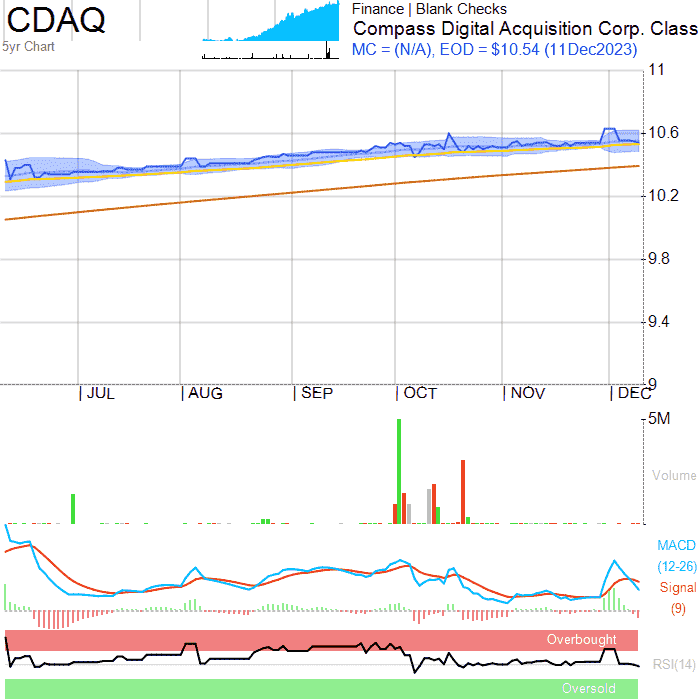 CDAQ
5yr Chart
Finance | Blank Checks
Compass Digital Acquisition Corp. Class
MC = (N/A), EOD = $10.54 (11Dec2023)
11
10.6
10.2
9.8
9.4
9
| JUL | AUG | SEP | OCT | NOV | DEC
5M
Volume
MACD
(12-26)
Signal
(9)
Overbought
RSI(14)
Oversold